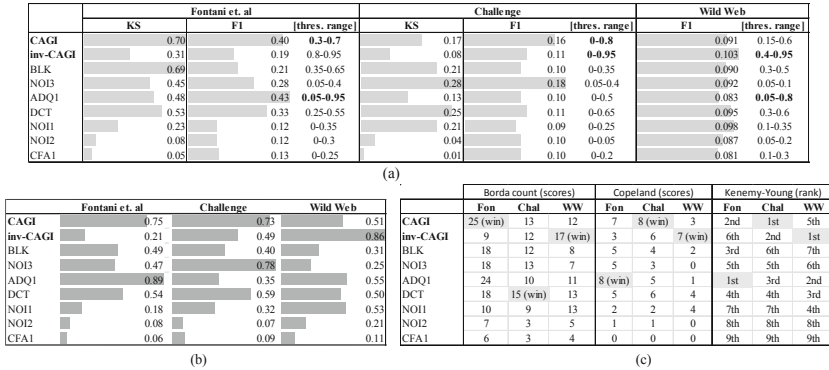 Fontani et. al Challenge Wild Web
KS F1 [thres. range] KS F1 [thres. range] F1 [thres. range]
CAGI 0.70 0.40 0.3-0.7 0.17 0.16 0-0.8 0.091 0.15-0.6
inv-CAGI 0.31 0.19 0.8-0.95 0.08 0.11 0-0.95 0.103 0.4-0.95
BLK 0.69 0.21 0.35-0.65 0.21 0.10 0-0.35 0.090 0.3-0.5
NOI3 0.45 0.28 0.05-0.4 0.28 0.18 0.05-0.4 0.092 0.05-0.1
ADQ1 0.48 0.43 0.05-0.95 0.13 0.10 0-0.5 0.083 0.05-0.8
DCT 0.53 0.33 0.25-0.55 0.25 0.11 0-0.65 0.095 0.3-0.6
NOI1 0.23 0.12 0-0.35 0.21 0.09 0-0.25 0.098 0.1-0.35
NOI2 0.08 0.12 0-0.3 0.04 0.10 0-0.05 0.087 0.05-0.2
CFA1 0.05 0.13 0-0.25 0.01 0.10 0-0.2 0.081 0.1-0.3
(a)
Fontani et. al Challenge Wild Web
CAGI 0.75 0.73 0.51
inv-CAGI 0.21 0.49 0.86
BLK 0.49 0.40 0.31
NOI3 0.47 0.78 0.25
ADQ1 0.89 0.35 0.55
DCT 0.54 0.59 0.50
NOI1 0.18 0.32 0.53
NOI2 0.08 0.07 0.21
CFA1 0.06 0.09 0.11
(b)
Borda count (scores) Copeland (scores) Kenemy-Young (rank)
Fon Chal WW Fon Chal WW Fon Chal WW
CAGI 25 (win) 13 12 7 8 (win) 3 2nd 1st 5th
inv-CAGI 9 12 17 (win) 3 6 7 (win) 6th 2nd 1st
BLK 18 12 8 5 4 2 3rd 6th 7th
NOI3 18 13 7 5 3 0 5th 5th 6th
ADQ1 24 10 11 8 (win) 5 1 1st 3rd 2nd
DCT 18 15 (win) 13 5 6 4 4th 4th 3rd
NOI1 10 9 13 2 2 4 7th 7th 4th
NOI2 7 3 5 1 1 0 8th 8th 8th
CFA1 6 3 4 0 0 0 9th 9th 9th
(c)